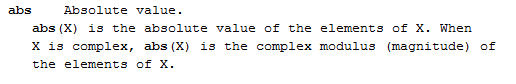 abs    Absolute value.
abs(X) is the absolute value of the elements of X. When
X is complex, abs(X) is the complex modulus (magnitude) of
the elements of X.